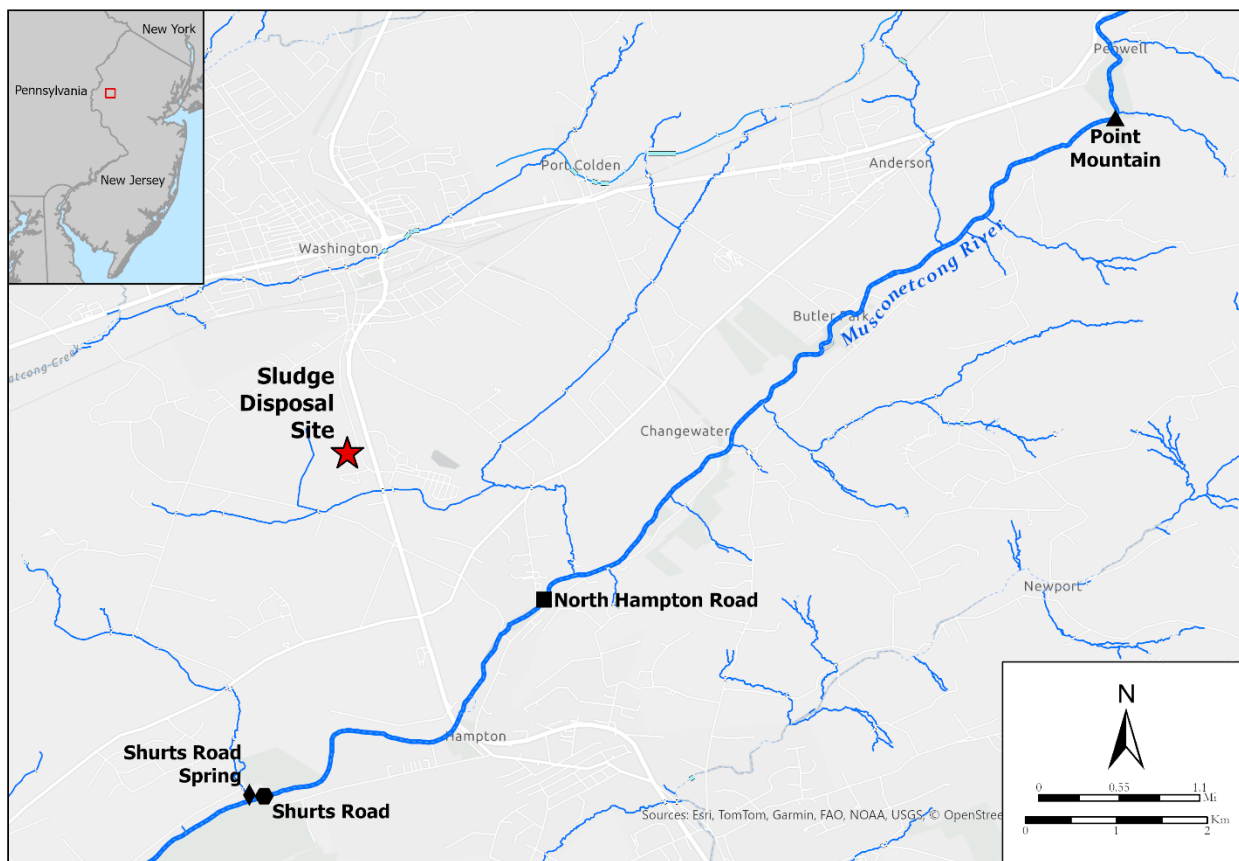 New York
Pennsylvania
New Jersey
Penwell
Point
Mountain
Port Colden
Anderson
Washington
Musconetcong River
Butler Park
atcong Creek
Sludge
Disposal
Site
Changewater
Newport
North Hampton Road
Hampton
Shurts Road
Spring
Shurts Road
N
0 0.55 1.1
Mi
Km
0 1 2
Sources: Esri, TomTom, Garmin, FAO, NOAA, USGS, © OpenStree